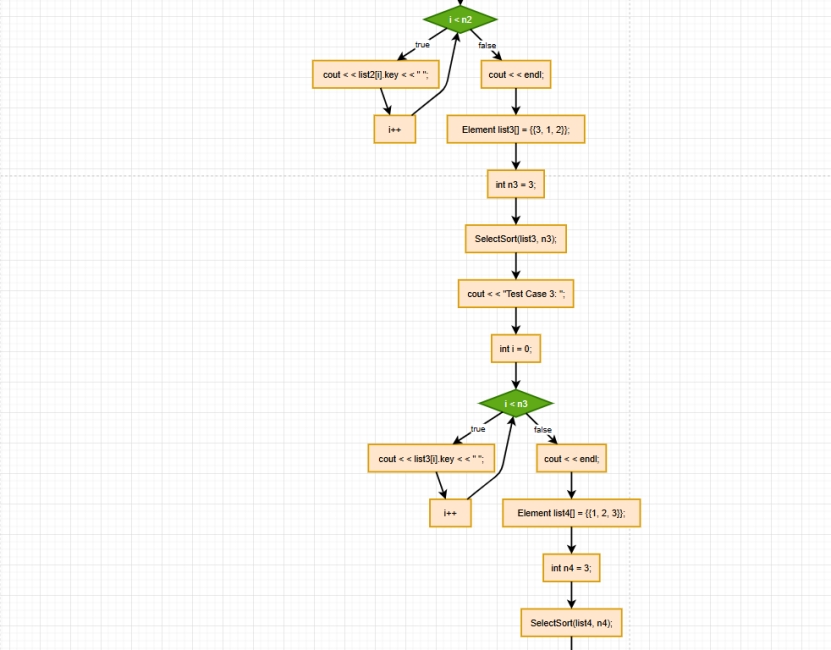 i < n2
true
false
cout < < list2[i].key < < " ";
cout < < endl;
i++
Element list3[] = {{3, 1, 2}};
int n3 = 3;
SelectSort(list3, n3);
cout < < "Test Case 3: ";
int i = 0;
i < n3
true
false
cout < < list3[i].key < < " ";
cout < < endl;
i++
Element list4[] = {{1, 2, 3}};
int n4 = 3;
SelectSort(list4, n4);